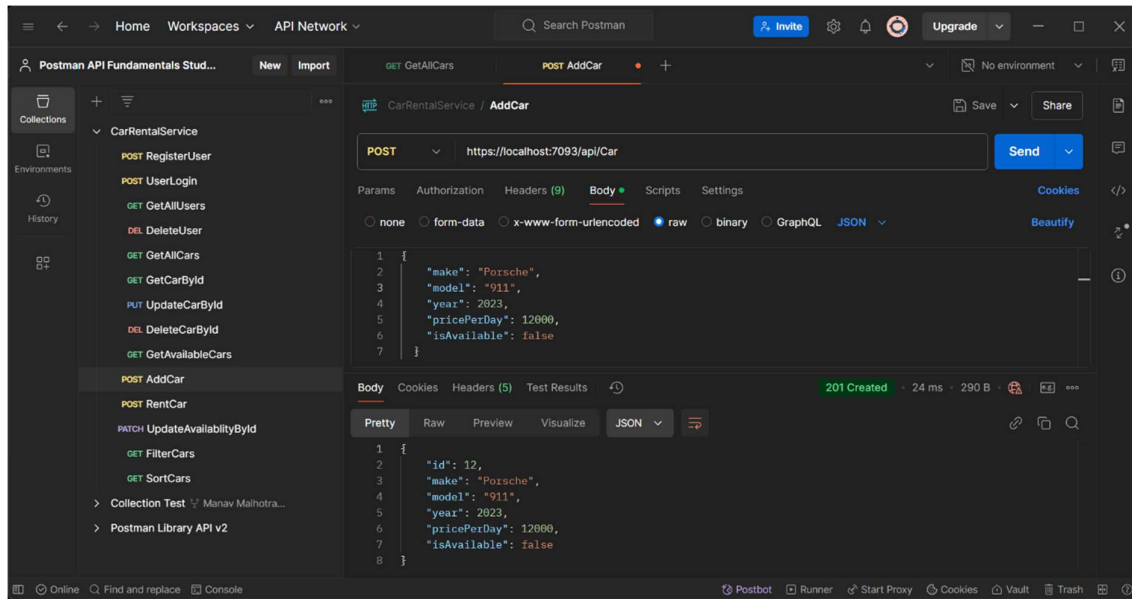 Home Workspaces API Network Search Postman Invite Upgrade
Postman API Fundamentals Stud... New Import GET GetAllCars POST AddCar No environment
Collections
Environments
History
CarRentalService
POST RegisterUser
POST UserLogin
GET GetAllUsers
DEL DeleteUser
GET GetAllCars
GET GetCarById
PUT UpdateCarById
DEL DeleteCarById
GET GetAvailableCars
POST AddCar
POST RentCar
PATCH UpdateAvailablityById
GET FilterCars
GET SortCars
Collection Test Manav Malhotra...
Postman Library API v2
HTTP CarRentalService / AddCar Save Share
POST https://localhost:7093/api/Car Send
Params Authorization Headers (9) Body Scripts Settings Cookies
none form-data x-www-form-urlencoded raw binary GraphQL JSON Beautify
1 {
2 "make": "Porsche",
3 "model": "911",
4 "year": 2023,
5 "pricePerDay": 12000,
6 "isAvailable": false
7 }
Body Cookies Headers (5) Test Results 201 Created 24 ms 290 B e.g.
Pretty Raw Preview Visualize JSON
1 {
2 "id": 12,
3 "make": "Porsche",
4 "model": "911",
5 "year": 2023,
6 "pricePerDay": 12000,
7 "isAvailable": false
8 }
Online Find and replace Console Postbot Runner Start Proxy Cookies Vault Trash